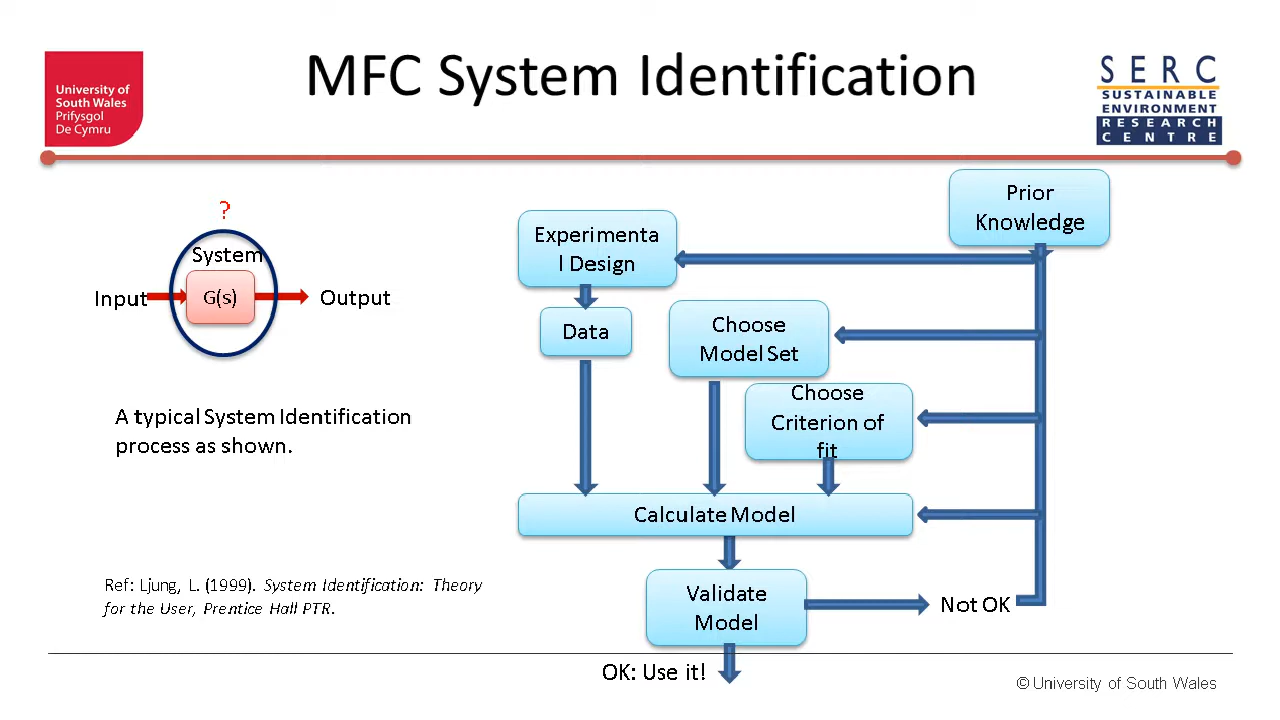 MFC System Identification
University of
South Wales
Prifysgol
De Cymru
SERC
SUSTAINABLE
ENVIRONMENT
RESEARCH
CENTRE
?
System
Input
G(s)
Output
A typical System Identification
process as shown.
Ref: Ljung, L. (1999). System Identification: Theory
for the User, Prentice Hall PTR.
Prior
Knowledge
Experimenta
l Design
Data
Choose
Model Set
Choose
Criterion of
fit
Calculate Model
Validate
Model
Not OK
OK: Use it!
© University of South Wales